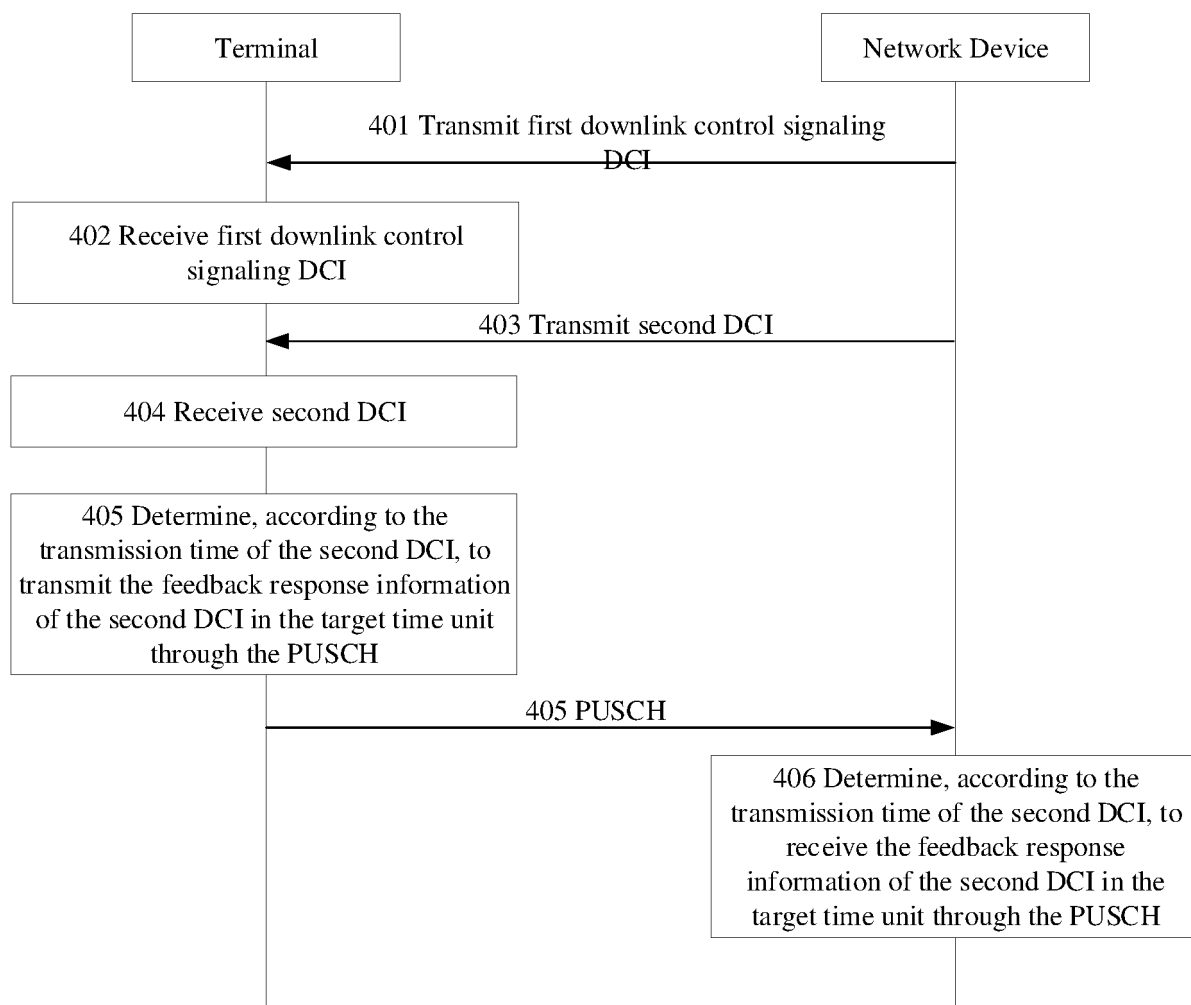 Terminal
Network Device
401 Transmit first downlink control signaling
DCI
402 Receive first downlink control
signaling DCI
403 Transmit second DCI
404 Receive second DCI
405 Determine, according to the
transmission time of the second DCI, to
transmit the feedback response information
of the second DCI in the target time unit
through the PUSCH
405 PUSCH
406 Determine, according to the
transmission time of the second DCI, to
receive the feedback response
information of the second DCI in the
target time unit through the PUSCH